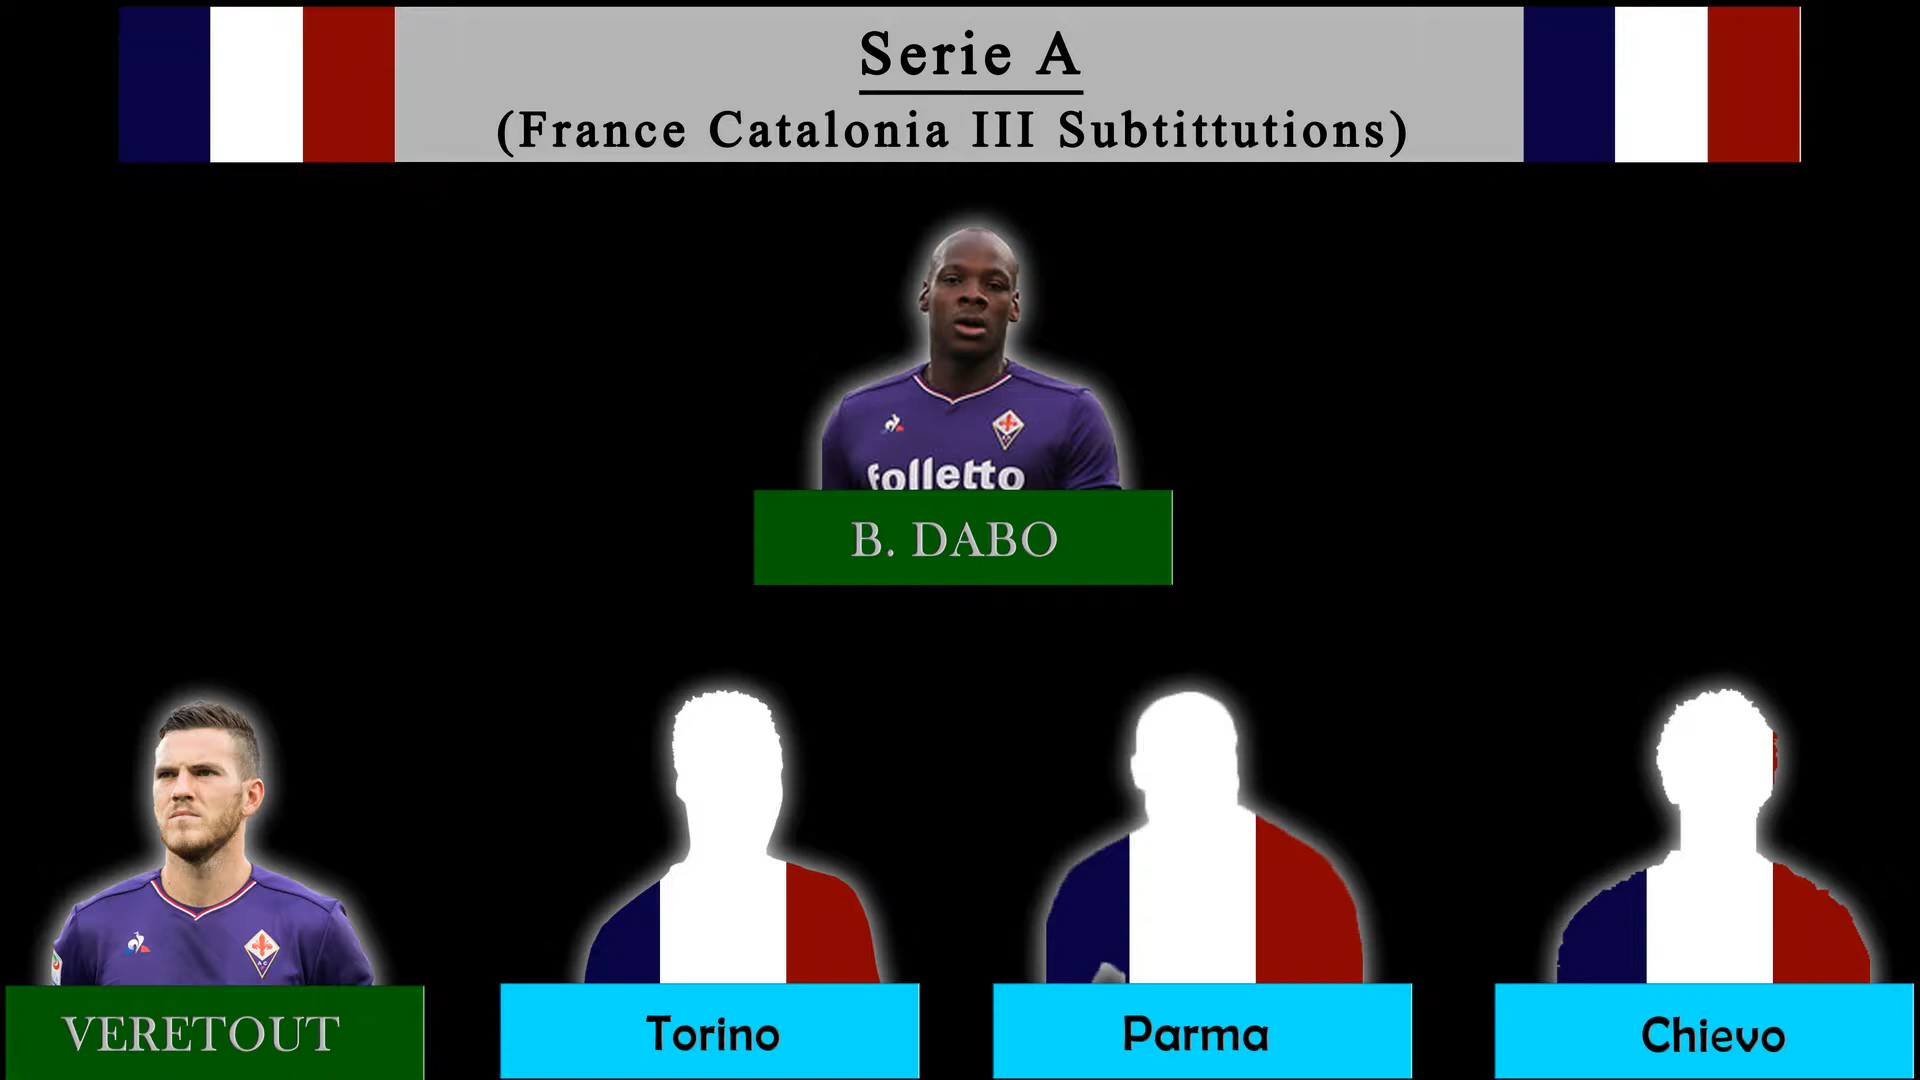 Serie A
(France Catalonia III Subtittutions)
folletto
B. DABO
VERETOUT
Torino
Parma
Chievo